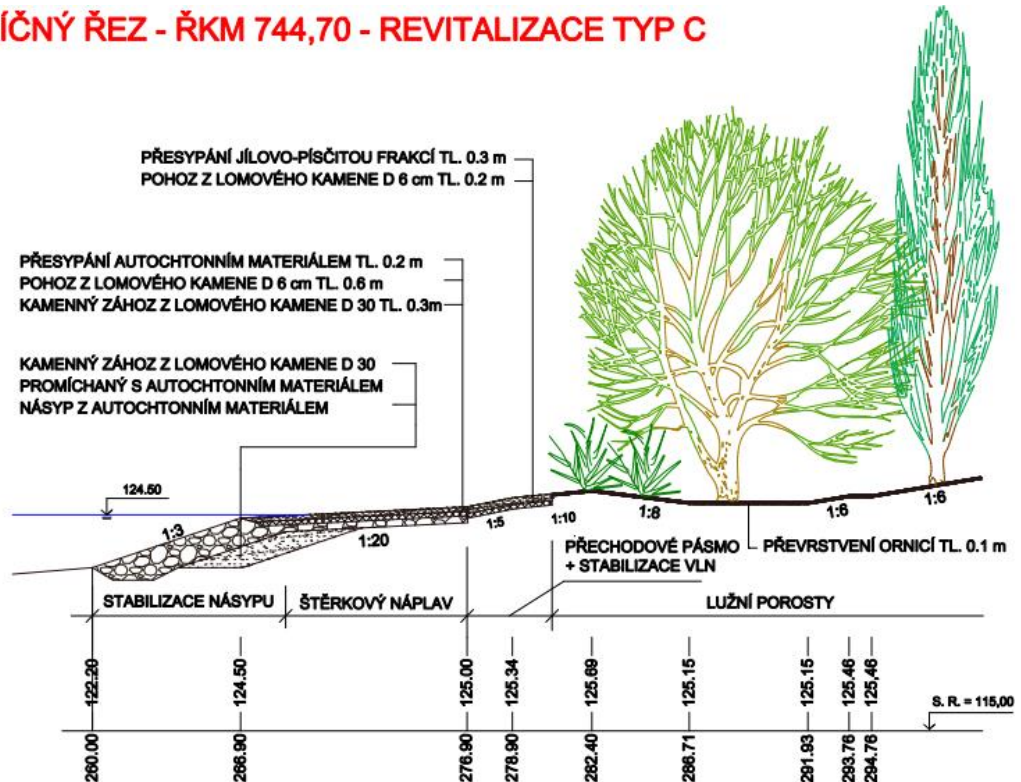 ÍČNÝ ŘEZ - ŘKM 744,70 - REVITALIZACE TYP C
PŘESYPÁNÍ JÍLOVO-PÍSČITOU FRAKCÍ TL. 0.3 m
POHOZ Z LOMOVÉHO KAMENE D 6 cm TL. 0.2 m
PŘESYPÁNÍ AUTOCHTONNÍM MATERIÁLEM TL. 0.2 m
POHOZ Z LOMOVÉHO KAMENE D 6 cm TL. 0.6 m
KAMENNÝ ZÁHOZ Z LOMOVÉHO KAMENE D 30 TL. 0.3m
KAMENNÝ ZÁHOZ Z LOMOVÉHO KAMENE D 30
PROMÍCHANÝ S AUTOCHTONNÍM MATERIÁLEM
NÁSYP Z AUTOCHTONNÍM MATERIÁLEM
124.50
1:3
1:20
1:5
1:10
1:8
1:6
1:6
PŘECHODOVÉ PÁSMO
+ STABILIZACE VLN
PŘEVRSTVENÍ ORNICÍ TL. 0.1 m
STABILIZACE NÁSYPU
ŠTĚRKOVÝ NÁPLAV
LUŽNÍ POROSTY
122.20
124.50
125.00
125.34
125.69
125.15
125.15
125.46
125,46
S. R. = 115,00
260.00
266.90
276.90
278.90
282.40
286.71
291.93
293.76
294.76